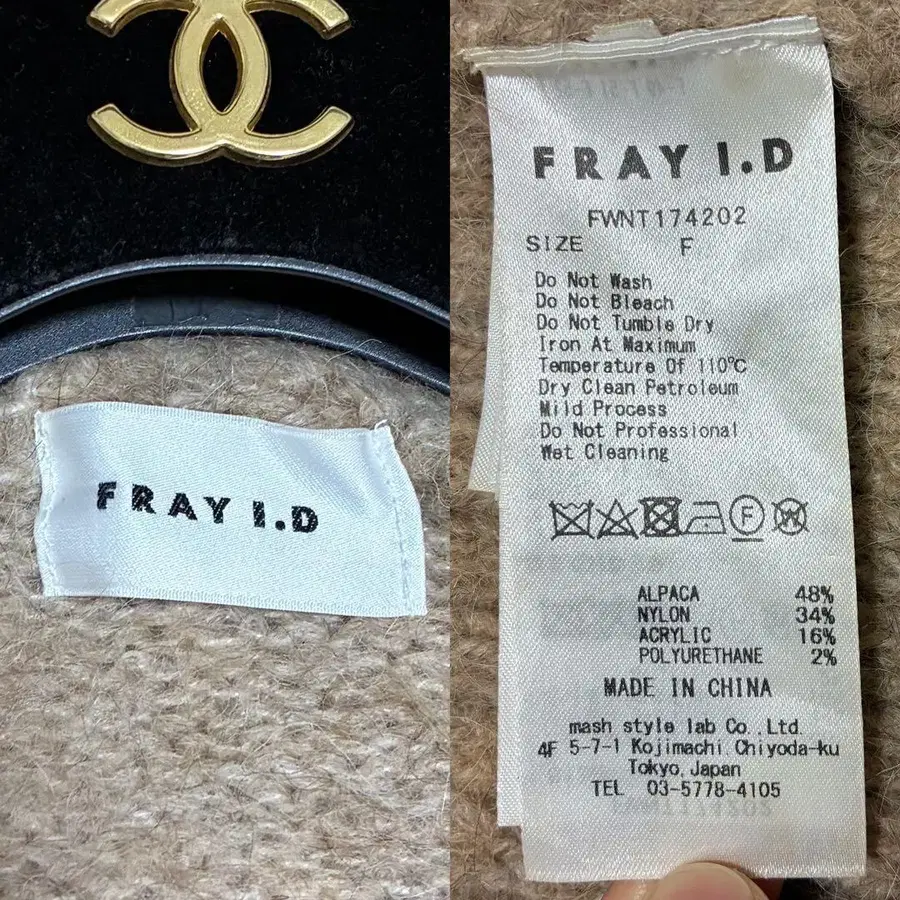 FRAY I.D
FRAY I.D
FWNT174202
SIZE F
Do Not Wash
Do Not Bleach
Do Not Tumble Dry
Iron At Maximum
Temperature Of 110℃
Dry Clean Petroleum
Mild Process
Do Not Professional
Wet Cleaning
F W
ALPACA 48%
NYLON 34%
ACRYLIC 16%
POLYURETHANE 2%
MADE IN CHINA
mash style lab Co.,Ltd.
4F 5-7-1 Kojimachi Chiyoda-ku
Tokyo,Japan
TEL 03-5778-4105